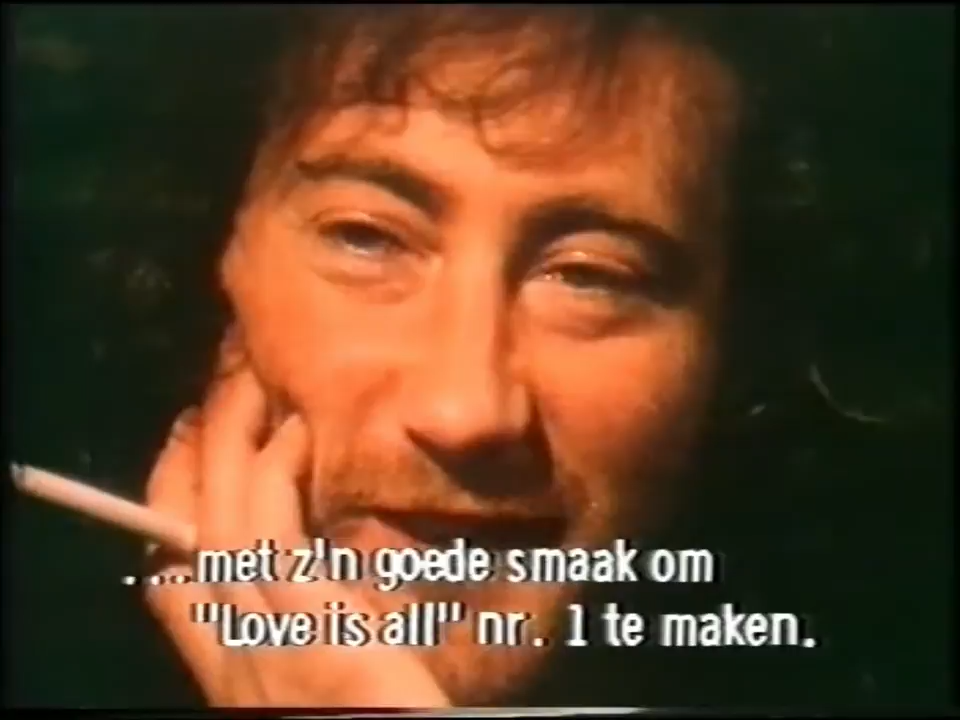 ....met z'n goede smaak om
"Love is all" nr. 1 te maken.